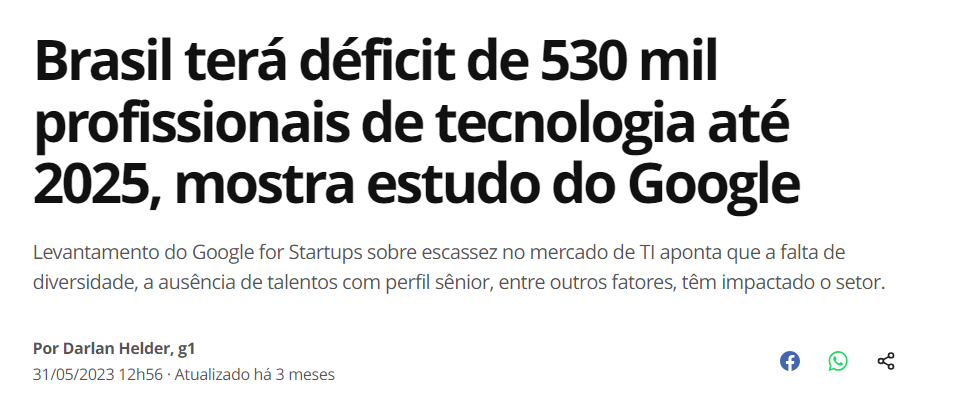 Brasil terá déficit de 530 mil
profissionais de tecnologia até
2025, mostra estudo do Google
Levantamento do Google for Startups sobre escassez no mercado de TI aponta que a falta de
diversidade, a ausência de talentos com perfil sênior, entre outros fatores, têm impactado o setor.
Por Darlan Helder, g1
31/05/2023 12h56 · Atualizado há 3 meses